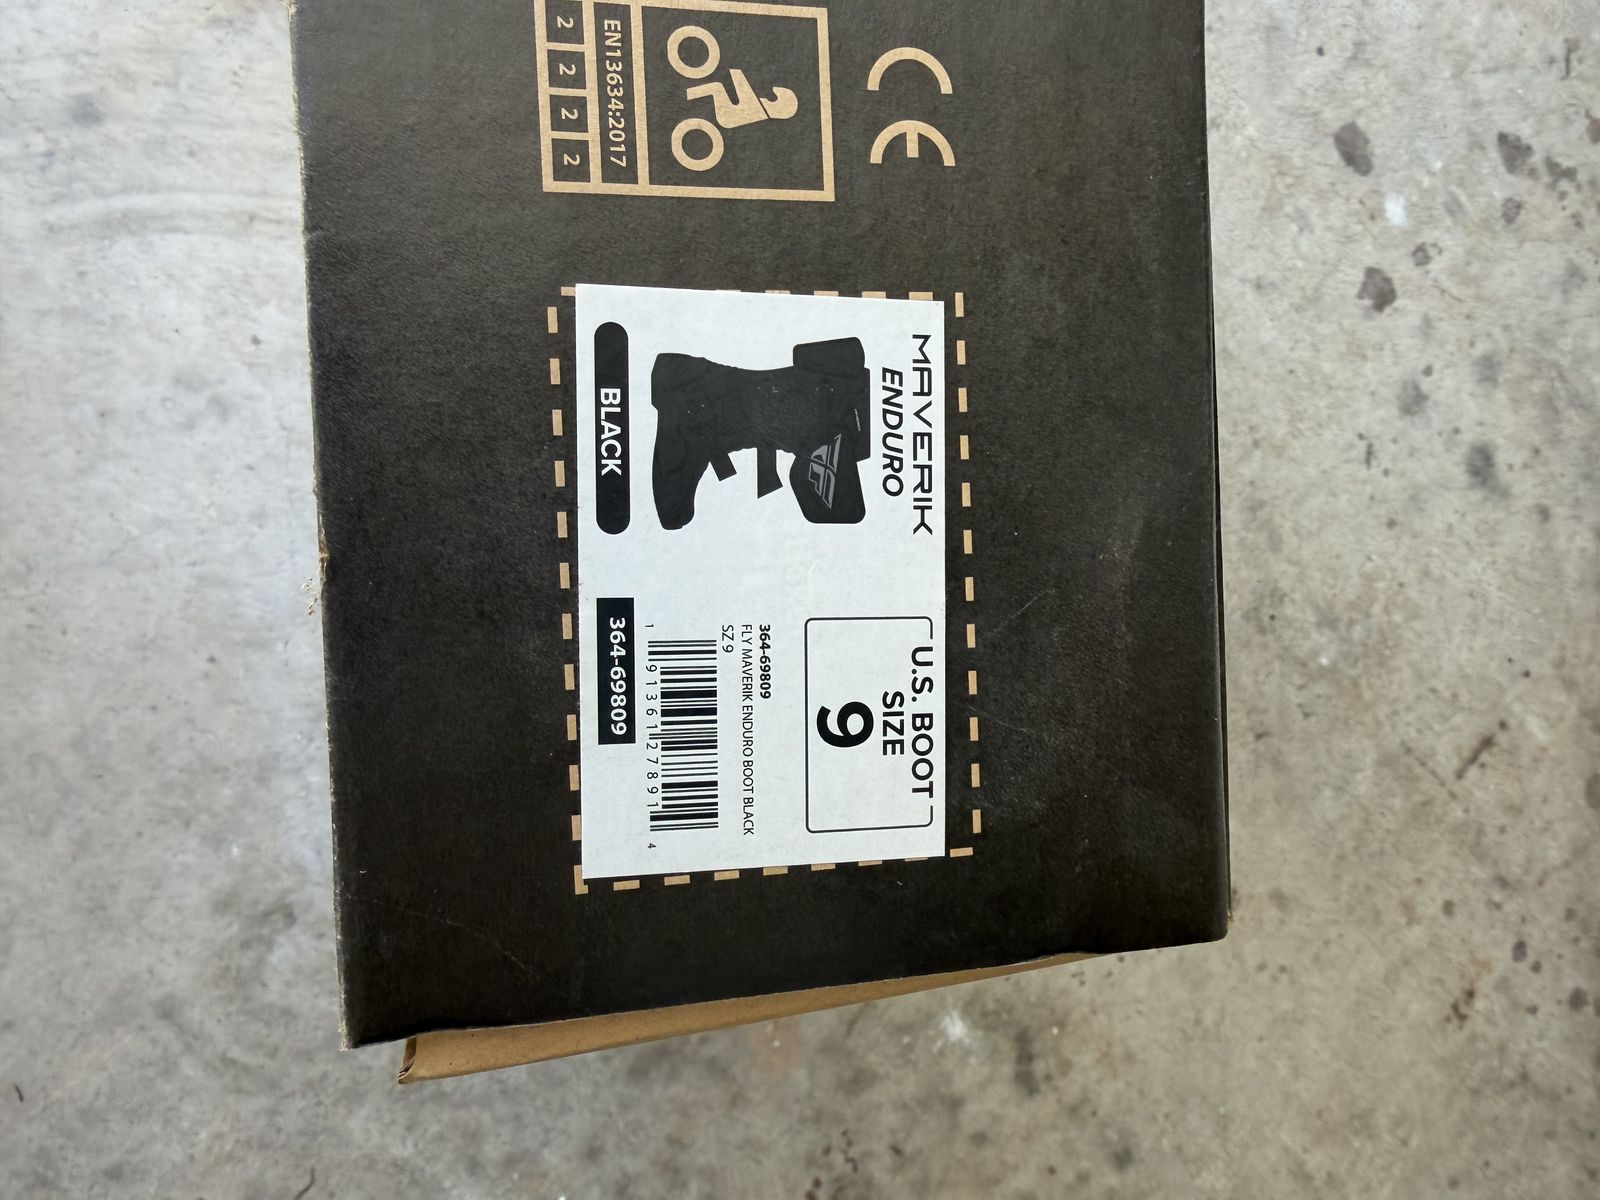 CE
EN13634:2017
2 2 2 2
MAVERIK
ENDURO
BLACK
U.S. BOOT
SIZE
9
364-69809
FLY MAVERIK ENDURO BOOT BLACK
SZ 9
1 91361 27891 4
364-69809